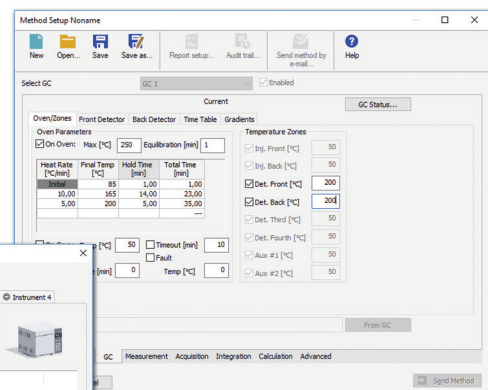 Method Setup Noname
New Open... Save Save as... Report setup... Audit trail... Send method by e-mail... Help
Select GC GC 1 Enabled
Current GC Status...
Oven/Zones Front Detector Back Detector Time Table Gradients
Oven Parameters Temperature Zones
On Oven: Max [°C] 250 Equilibration [min] 1
Inj. Front [°C] 50
Inj. Back [°C] 50
Heat Rate [°C/min] Final Temp [°C] Hold Time [min] Total Time [min]
Initial 85 1,00 1,00
10,00 165 14,00 23,00
5,00 200 5,00 35,00
---
Det. Front [°C] 200
Det. Back [°C] 200
Det. Third [°C] 50
Det. Fourth [°C] 50
Aux #1 [°C] 50
Aux #2 [°C] 50
[°C] 50 Timeout [min] 10
Fault
[min] 0 Temp [°C] 0
Instrument 4
From GC
GC Measurement Acquisition Integration Calculation Advanced
Send Method